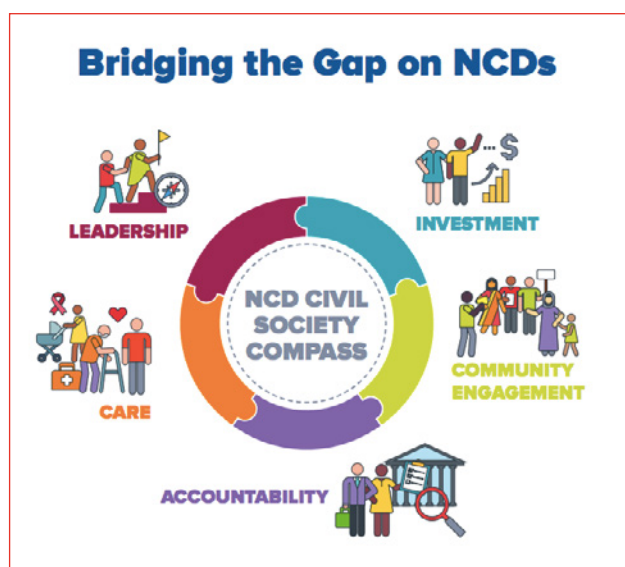 Bridging the Gap on NCDs
LEADERSHIP
... $
INVESTMENT
NCD CIVIL
SOCIETY
COMPASS
CARE
COMMUNITY
ENGAGEMENT
ACCOUNTABILITY